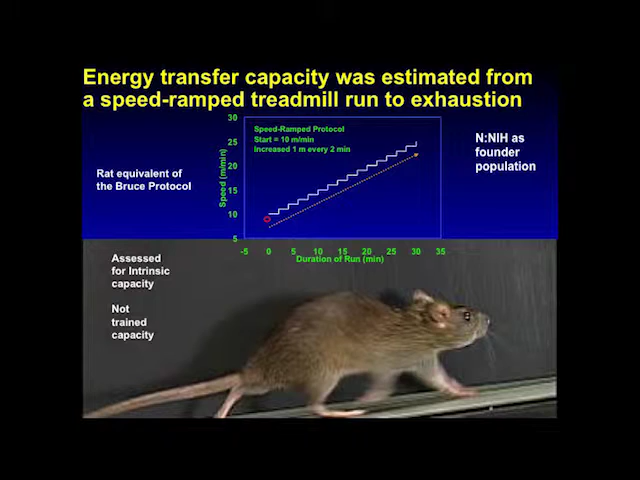 Energy transfer capacity was estimated from
a speed-ramped treadmill run to exhaustion
Rat equivalent of
the Bruce Protocol
Speed (m/min)
30
25
20
15
10
5
Speed-Ramped Protocol
Start = 10 m/min
increased 1 m every 2 min
-5 0 5 10 15 20 25 30 35
Duration of Run (min)
N:NIH as
founder
population
Assessed
for Intrinsic
capacity
Not
trained
capacity